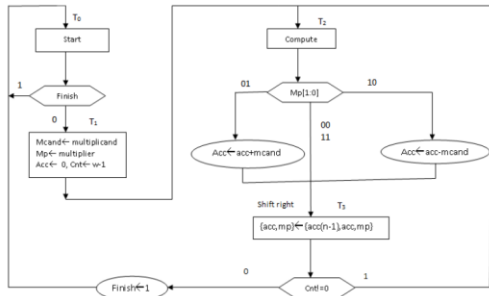 T0
Start
1
Finish
0
T1
Mcand← multiplicand
Mp← multiplier
Acc ← 0, Cnt← w-1
T2
Compute
01
Mp[1:0]
10
00
11
Acc← acc+mcand
Acc← acc-mcand
Shift right
T3
{acc,mp}← {acc(n-1),acc,mp}
0
Cnt!=0
1
Finish←1